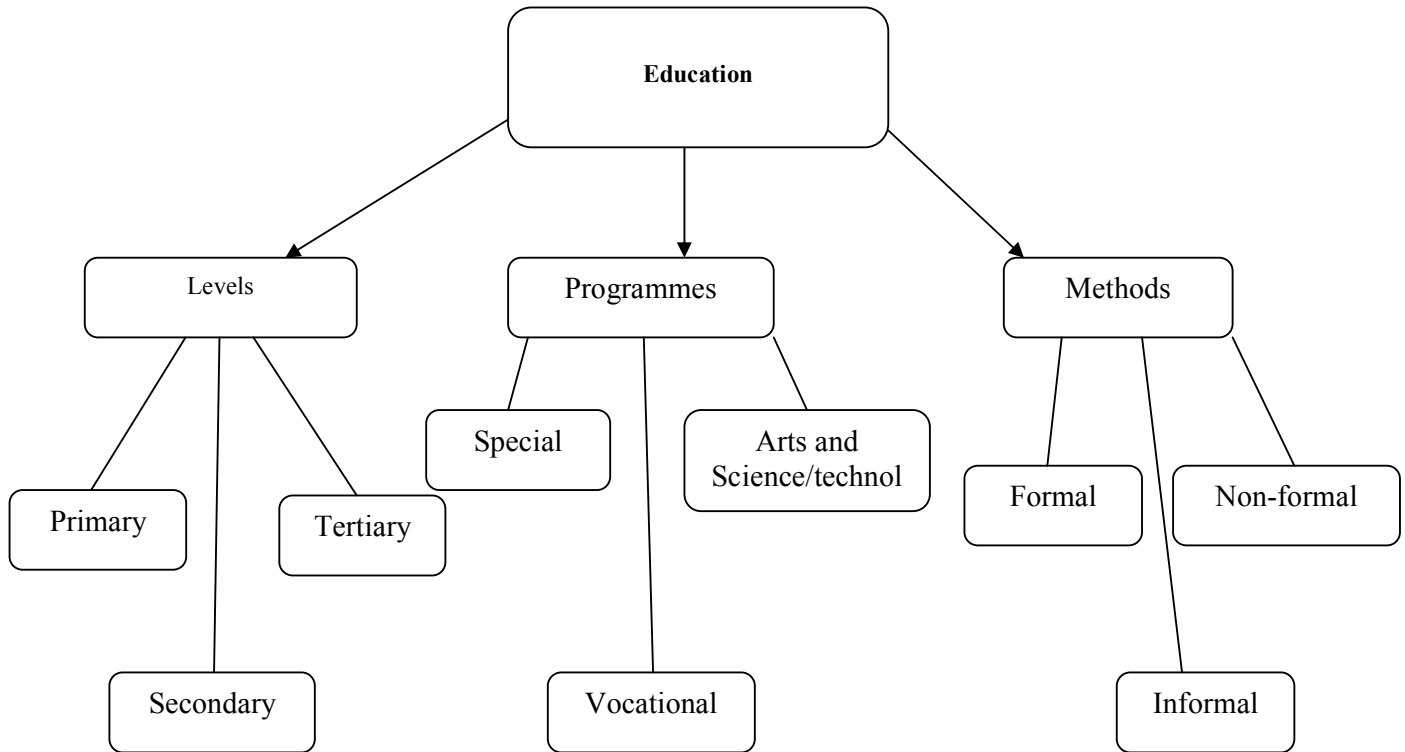 Education
Levels
Programmes
Methods
Special
Arts and
Science/technol
Formal
Non-formal
Primary
Tertiary
Secondary
Vocational
Informal